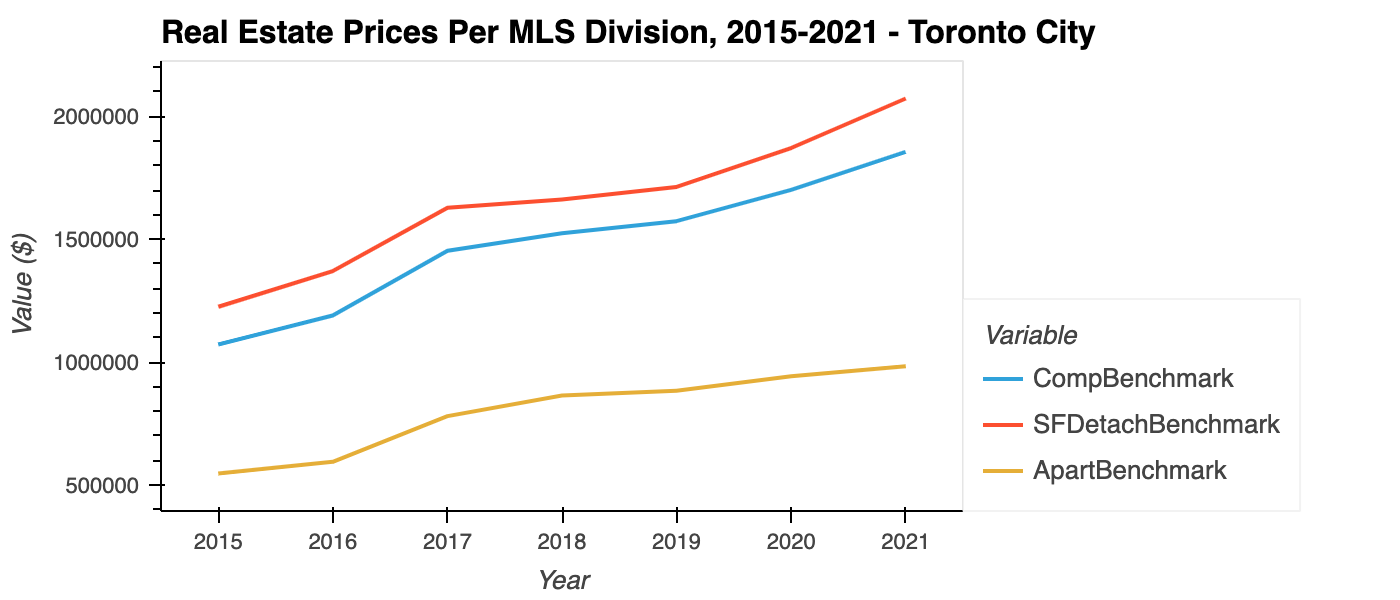 Real Estate Prices Per MLS Division, 2015-2021 - Toronto City
2000000
1500000
1000000
500000
Value ($)
2015 2016 2017 2018 2019 2020 2021
Year
Variable
CompBenchmark
SFDetachBenchmark
ApartBenchmark